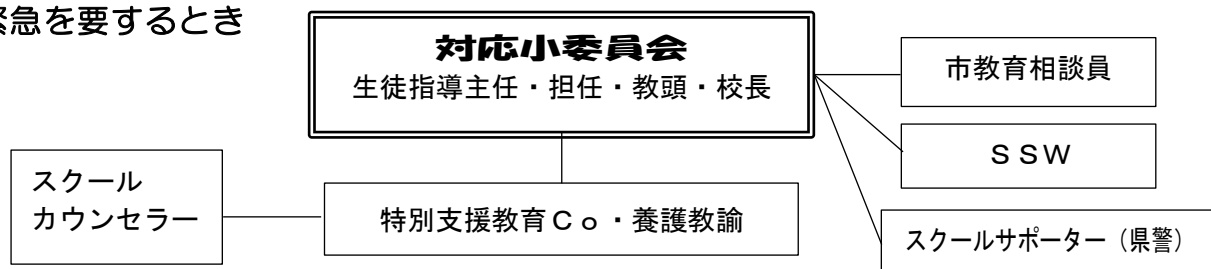 緊急を要するとき
対応小委員会
生徒指導主任・担任・教頭・校長
市教育相談員
ＳＳＷ
スクール
カウンセラー
特別支援教育Ｃｏ・養護教諭
スクールサポーター（県警）